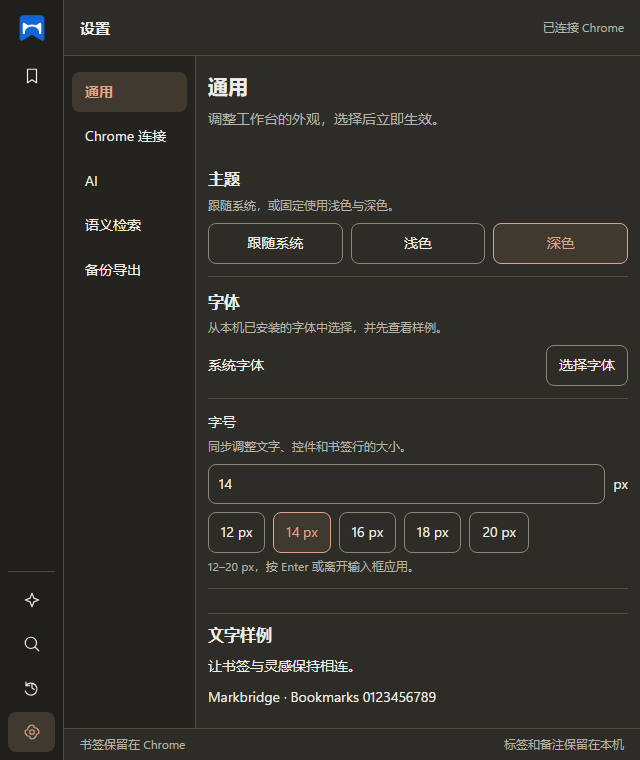 设置
已连接 Chrome
通用
Chrome 连接
AI
语义检索
备份导出
通用
调整工作台的外观，选择后立即生效。
主题
跟随系统，或固定使用浅色与深色。
跟随系统 浅色 深色
字体
从本机已安装的字体中选择，并先查看样例。
系统字体 选择字体
字号
同步调整文字、控件和书签行的大小。
14 px
12 px 14 px 16 px 18 px 20 px
12–20 px，按 Enter 或离开输入框应用。
文字样例
让书签与灵感保持相连。
Markbridge · Bookmarks 0123456789
书签保留在 Chrome
标签和备注保留在本机